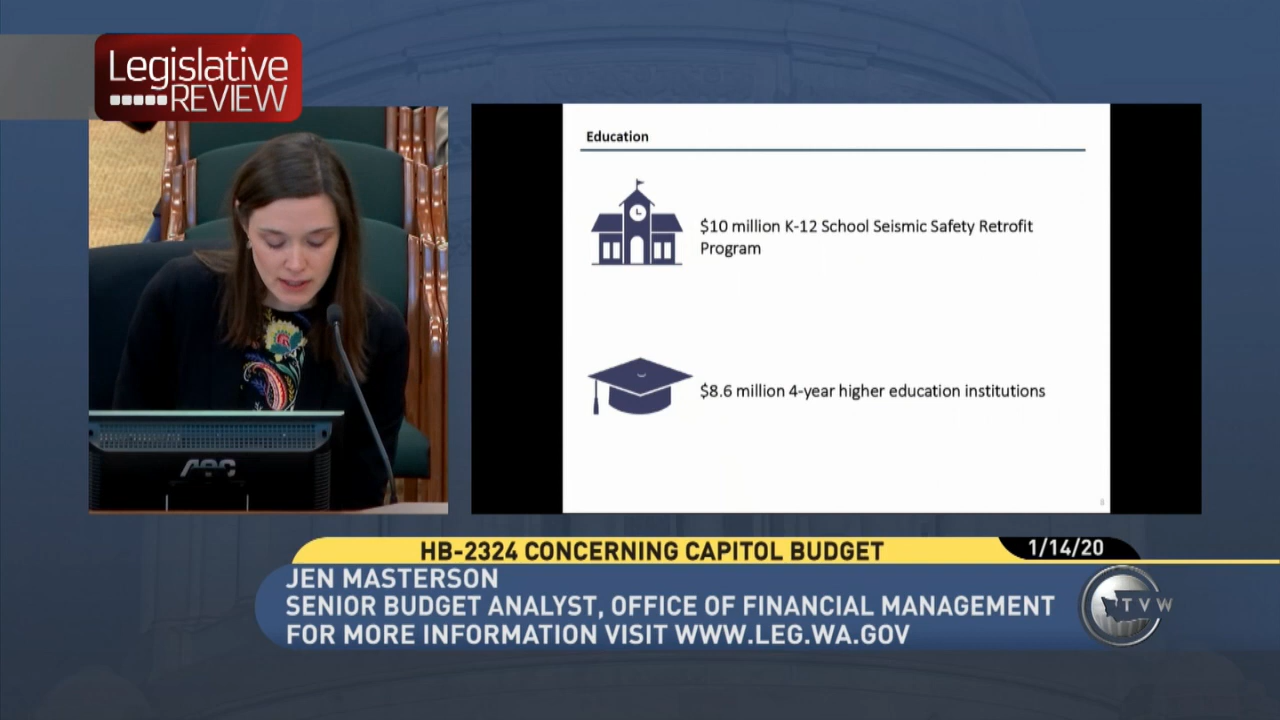 Legislative
REVIEW
Education
$10 million K-12 School Seismic Safety Retrofit
Program
$8.6 million 4-year higher education institutions
8
AOC
HB-2324 CONCERNING CAPITOL BUDGET
1/14/20
JEN MASTERSON
SENIOR BUDGET ANALYST, OFFICE OF FINANCIAL MANAGEMENT
FOR MORE INFORMATION VISIT WWW.LEG.WA.GOV
TVW